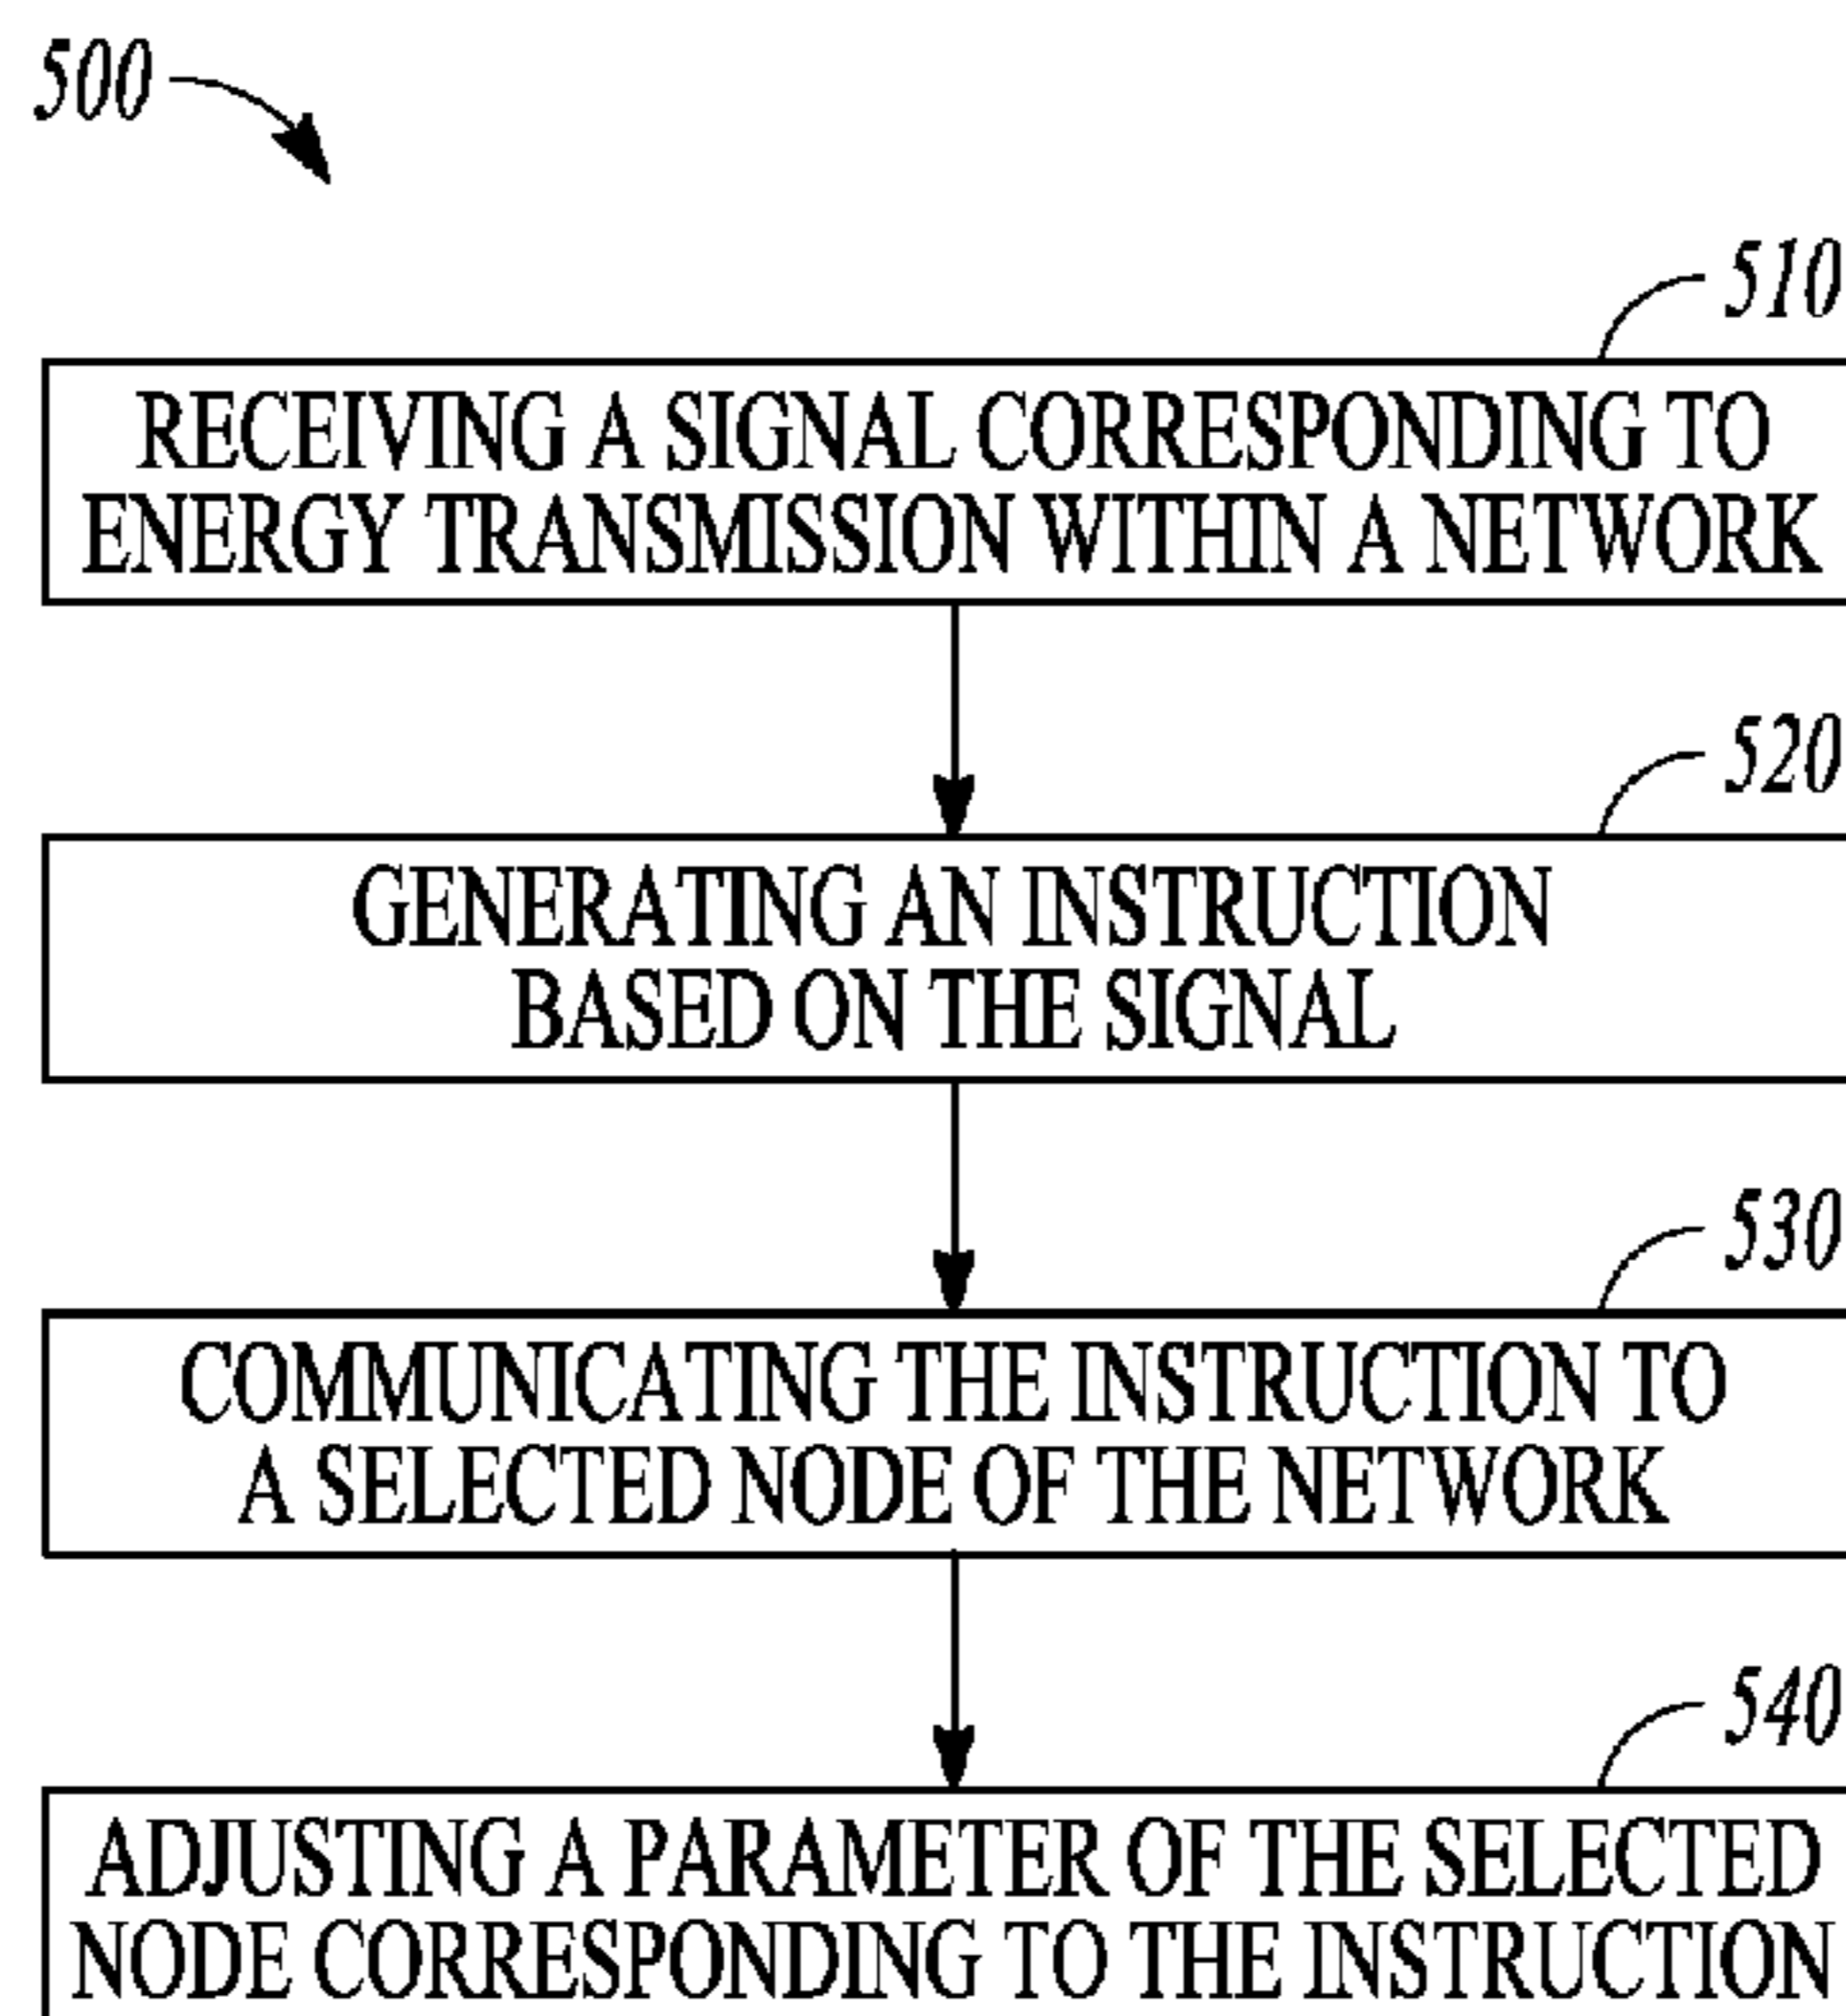 500
510
RECEIVING A SIGNAL CORRESPONDING TO
ENERGY TRANSMISSION WITHIN A NETWORK
520
GENERATING AN INSTRUCTION
BASED ON THE SIGNAL
530
COMMUNICATING THE INSTRUCTION TO
A SELECTED NODE OF THE NETWORK
540
ADJUSTING A PARAMETER OF THE SELECTED
NODE CORRESPONDING TO THE INSTRUCTION